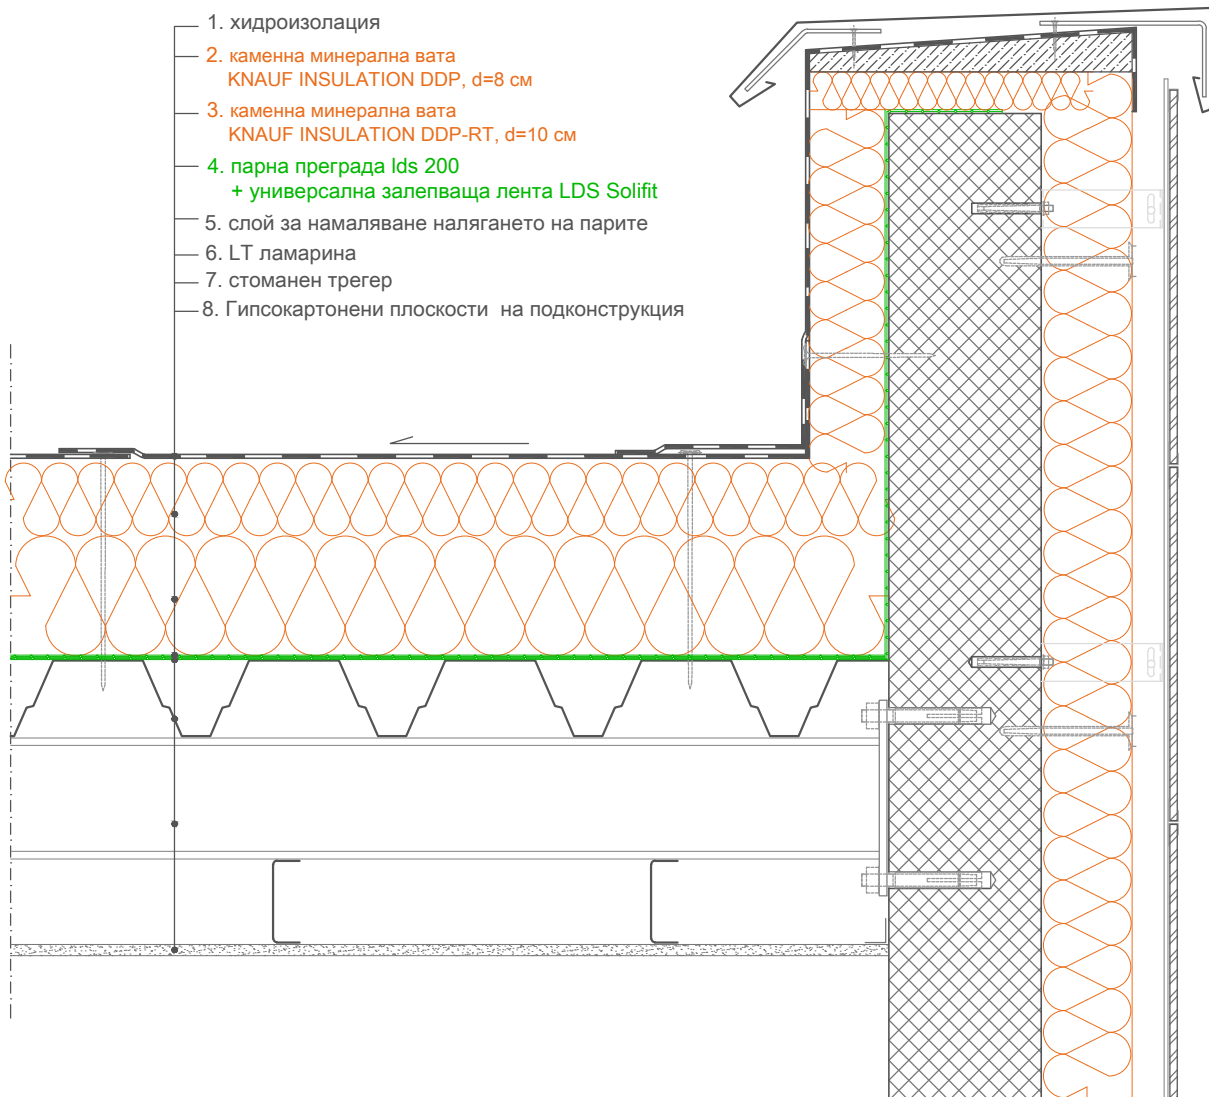 1. хидроизолация
2. каменна минерална вата
KNAUF INSULATION DDP, d=8 см
3. каменна минерална вата
KNAUF INSULATION DDP-RT, d=10 см
4. парна преграда lds 200
+ универсална залепваща лента LDS Solifit
5. слой за намаляване налягането на парите
6. LT ламарина
7. стоманен трегер
8. Гипсокартонени плоскости на подконструкция